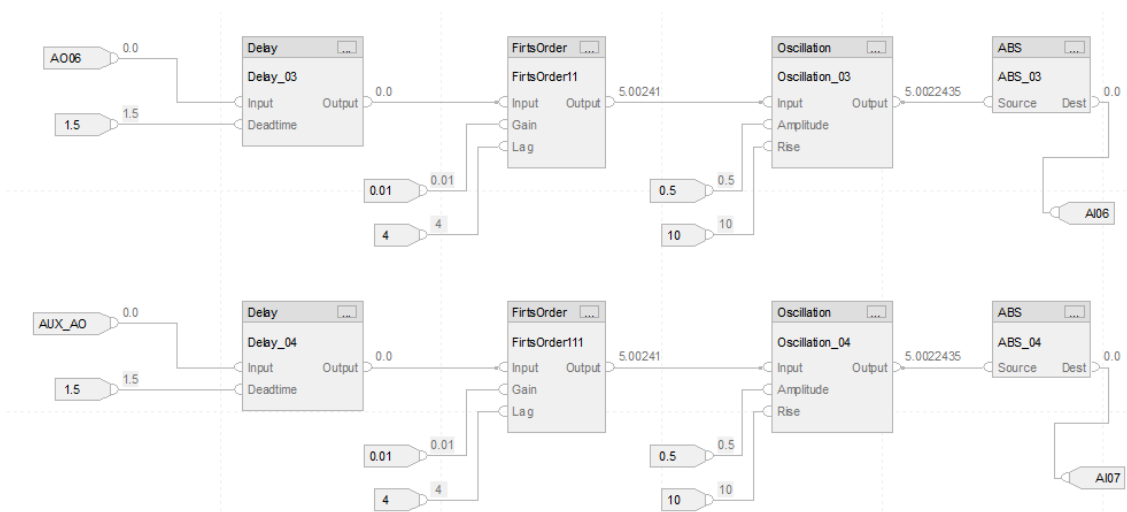 AO06
0.0
1.5
1.5
Delay ...
Delay_03
Input Output
Deadtime
0.0
FirtsOrder ...
FirtsOrder11
Input Output
Gain
Lag
0.01
0.01
4
4
5.00241
Oscillation ...
Oscillation_03
Input Output
Amplitude
Rise
0.5
0.5
10
10
5.0022435
ABS ...
ABS_03
Source Dest
0.0
AI06
AUX_AO
0.0
1.5
1.5
Delay ...
Delay_04
Input Output
Deadtime
0.0
FirtsOrder ...
FirtsOrder111
Input Output
Gain
Lag
0.01
0.01
4
4
5.00241
Oscillation ...
Oscillation_04
Input Output
Amplitude
Rise
0.5
0.5
10
10
5.0022435
ABS ...
ABS_04
Source Dest
0.0
AI07